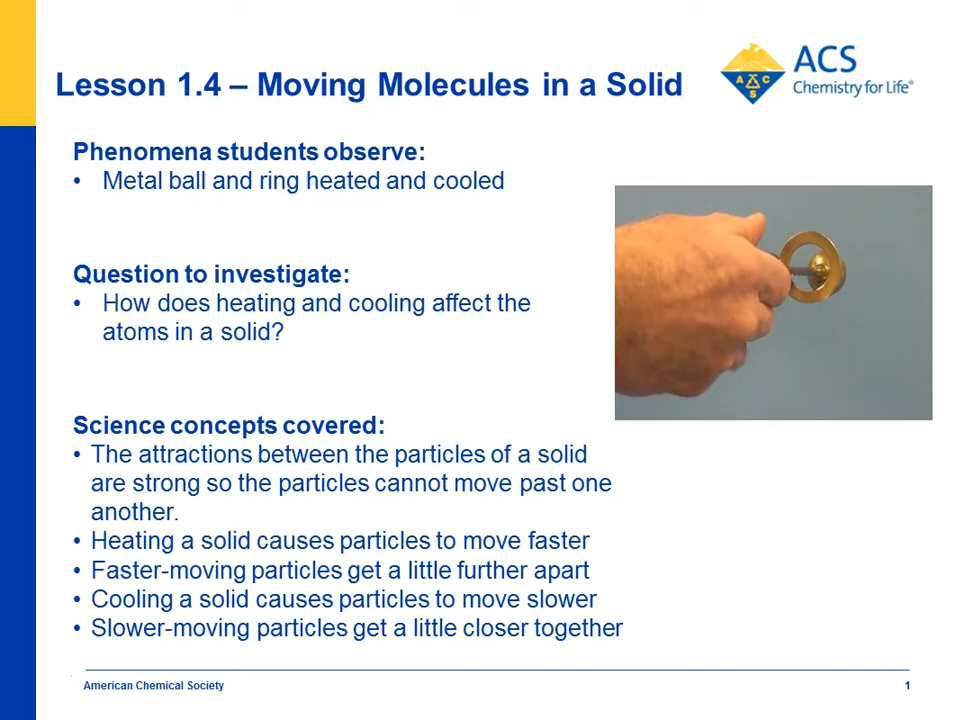 Lesson 1.4 – Moving Molecules in a Solid
ACS
Chemistry for Life®
A C S
Phenomena students observe:
• Metal ball and ring heated and cooled
Question to investigate:
• How does heating and cooling affect the
atoms in a solid?
Science concepts covered:
• The attractions between the particles of a solid
are strong so the particles cannot move past one
another.
• Heating a solid causes particles to move faster
• Faster-moving particles get a little further apart
• Cooling a solid causes particles to move slower
• Slower-moving particles get a little closer together
American Chemical Society
1